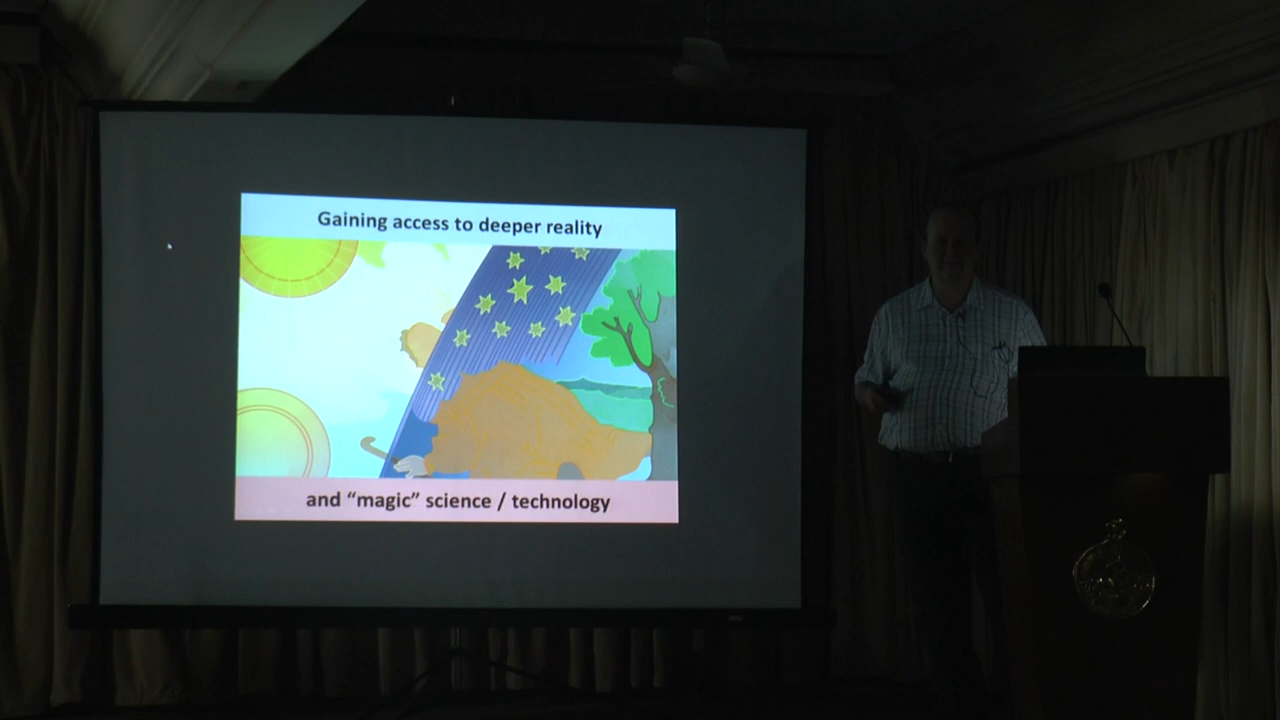 Gaining access to deeper reality
and “magic” science / technology